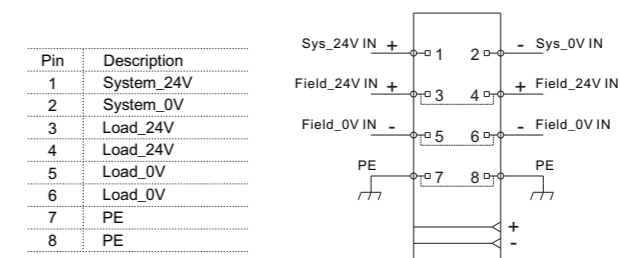 Pin Description
1 System_24V
2 System_0V
3 Load_24V
4 Load_24V
5 Load_0V
6 Load_0V
7 PE
8 PE
Sys_24V IN + 1 2 - Sys_0V IN
Field_24V IN + 3 4 + Field_24V IN
Field_0V IN - 5 6 - Field_0V IN
PE 7 8 PE
+
-